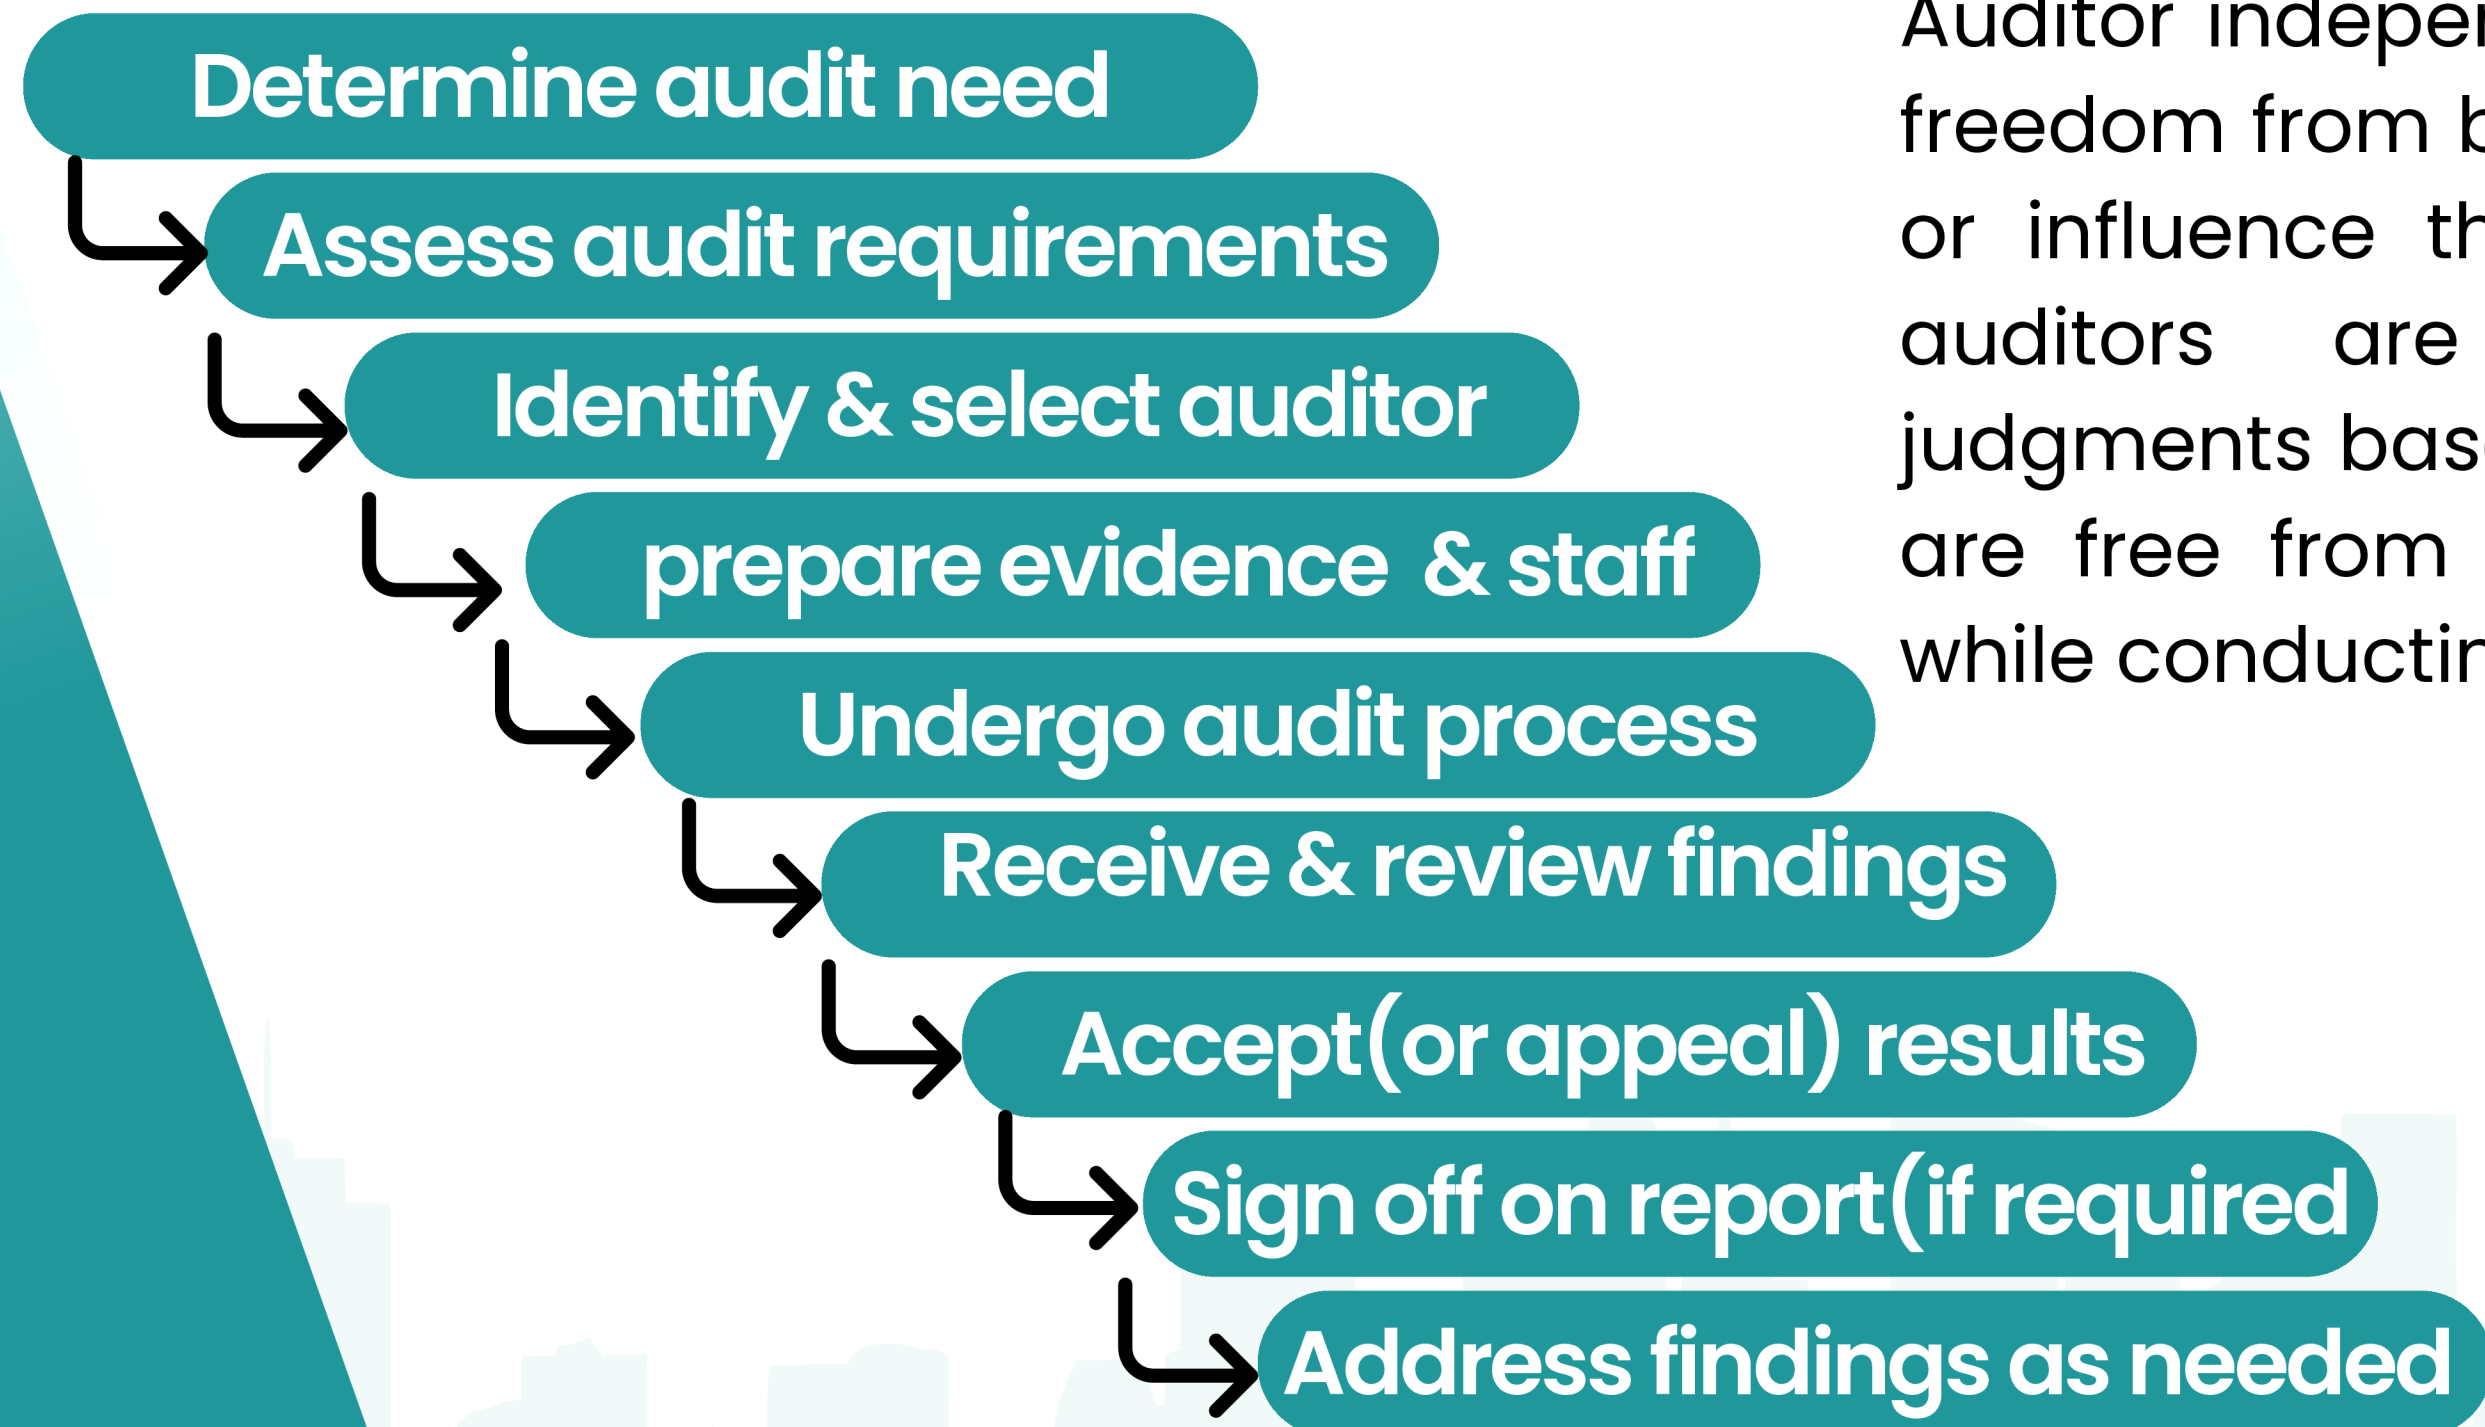 Determine audit need
Assess audit requirements
Identify & select auditor
prepare evidence & staff
Undergo audit process
Receive & review findings
Accept(or appeal) results
Sign off on report(if required
Address findings as needed
Auditor
freedom from
or influence
auditors are
judgments
are free from
while